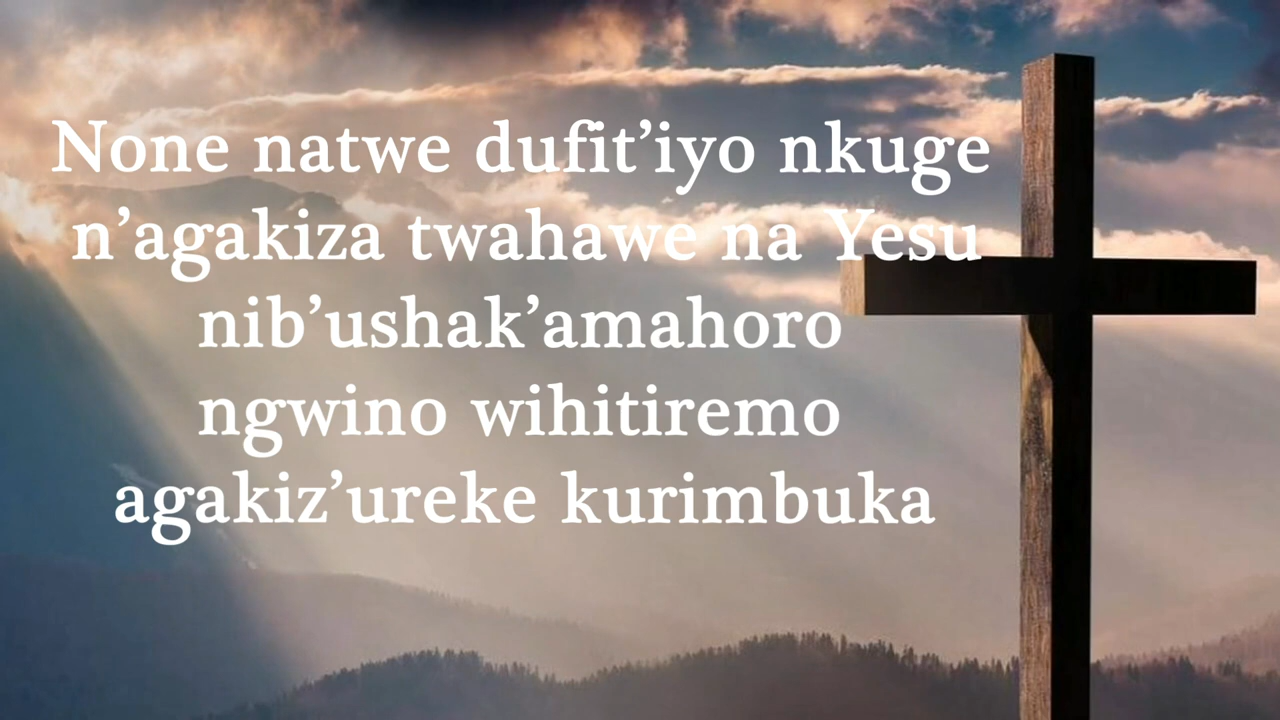 None natwe dufit’iyo nkuge
n’agakiza twahawe na Yesu
nib’ushak’amahoro
ngwino wihitiremo
agakiz’ureke kurimbuka